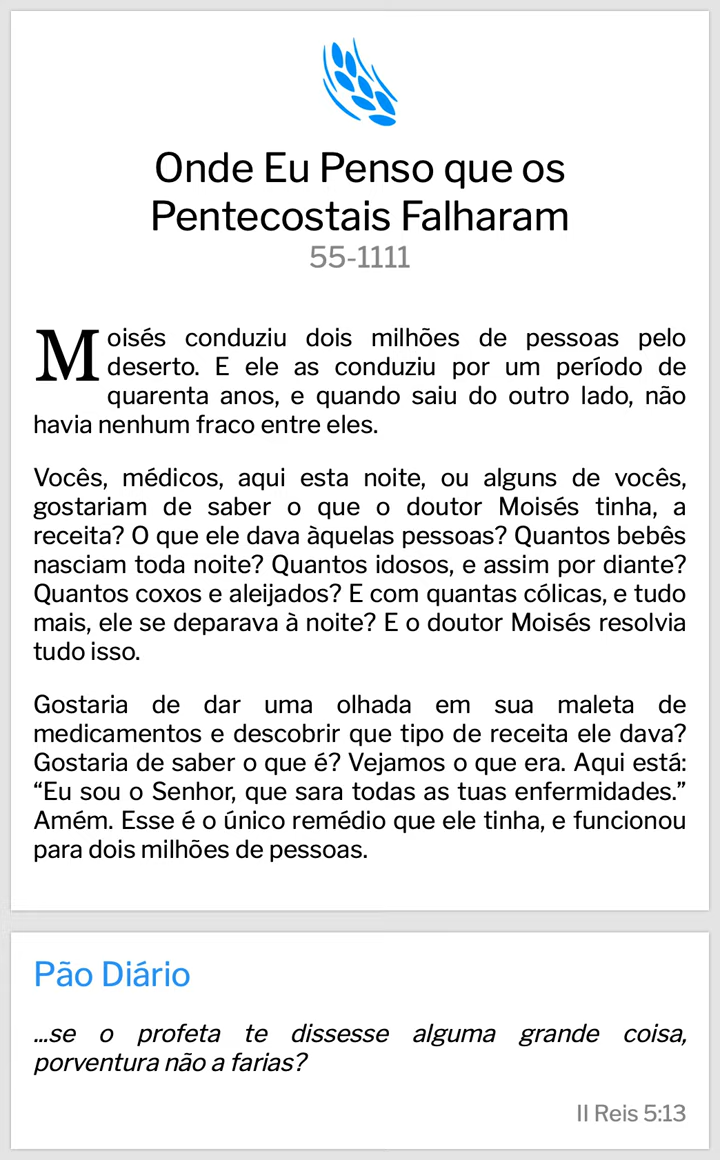 Onde Eu Penso que os
Pentecostais Falharam
55-1111
Moisés conduziu dois milhões de pessoas pelo
deserto. E ele as conduziu por um período de
quarenta anos, e quando saiu do outro lado, não
havia nenhum fraco entre eles.
Vocês, médicos, aqui esta noite, ou alguns de vocês,
gostariam de saber o que o doutor Moisés tinha, a
receita? O que ele dava àquelas pessoas? Quantos bebês
nasciam toda noite? Quantos idosos, e assim por diante?
Quantos coxos e aleijados? E com quantas cólicas, e tudo
mais, ele se deparava à noite? E o doutor Moisés resolvia
tudo isso.
Gostaria de dar uma olhada em sua maleta de
medicamentos e descobrir que tipo de receita ele dava?
Gostaria de saber o que é? Vejamos o que era. Aqui está:
“Eu sou o Senhor, que sara todas as tuas enfermidades.”
Amém. Esse é o único remédio que ele tinha, e funcionou
para dois milhões de pessoas.
Pão Diário
...se o profeta te dissesse alguma grande coisa,
porventura não a farias?
II Reis 5:13